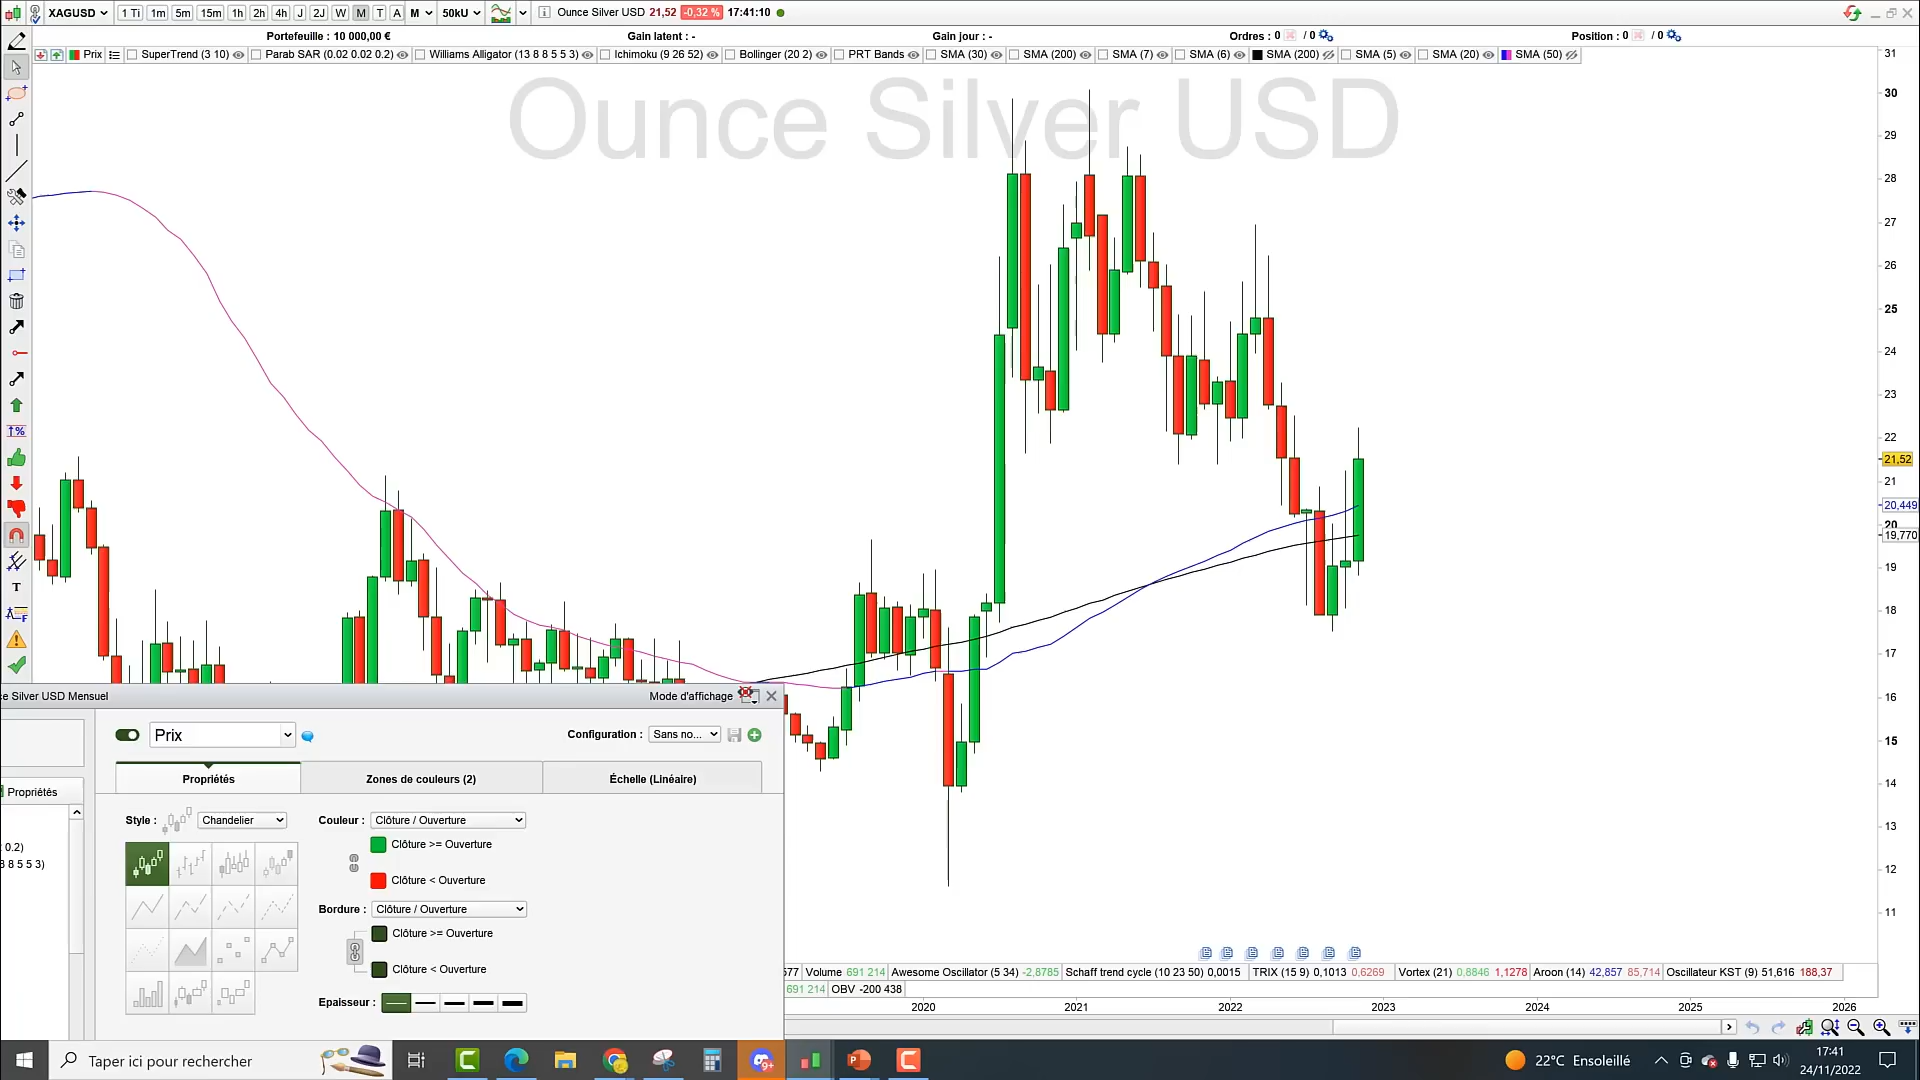 XAGUSD 1 Ti 1m 5m 15m 1h 2h 4h J 2J W M T A M 50kU Ounce Silver USD 21,52 -0,32 % 17:41:10
Portefeuille : 10 000,00 € Gain latent : - Gain jour : - Ordres : 0 / 0 Position : 0 / 0
Prix SuperTrend (3 10) Parab SAR (0.02 0.02 0.2) Williams Alligator (13 8 8 5 5 3) Ichimoku (9 26 52) Bollinger (20 2) PRT Bands SMA (30) SMA (200) SMA (7) SMA (6) SMA (200) SMA (5) SMA (20) SMA (50)
Ounce Silver USD
31
30
29
28
27
26
25
24
23
22
21,52
21
20,449
20
19,770
19
18
17
16
15
14
13
12
11
ce Silver USD Mensuel Mode d'affichage
Prix Configuration : Sans no...
Propriétés Zones de couleurs (2) Échelle (Linéaire)
Propriétés
Style : Chandelier Couleur : Clôture / Ouverture
0.2)
3 8 5 5 3)
Clôture >= Ouverture
Clôture < Ouverture
Bordure : Clôture / Ouverture
Clôture >= Ouverture
Clôture < Ouverture
Epaisseur :
577 Volume 691 214 Awesome Oscillator (5 34) -2,8785 Schaff trend cycle (10 23 50) 0,0015 TRIX (15 9) 0,1013 0,6269 Vortex (21) 0,8846 1,1278 Aroon (14) 42,857 85,714 Oscillateur KST (9) 51,616 188,37
691 214 OBV -200 438
2020 2021 2022 2023 2024 2025 2026
Taper ici pour rechercher 9+ 22°C Ensoleillé 17:41
24/11/2022